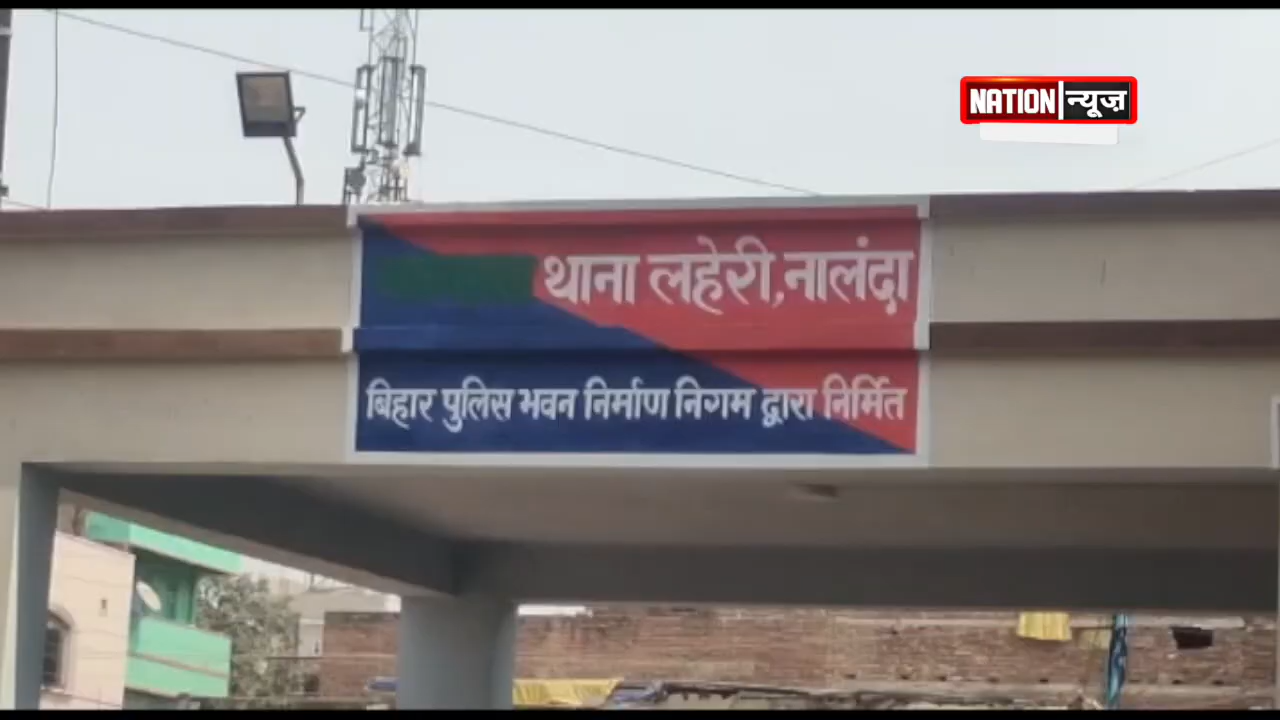 NATION न्यूज़
थाना लहेरी,नालंदा
बिहार पुलिस भवन निर्माण निगम द्वारा निर्मित